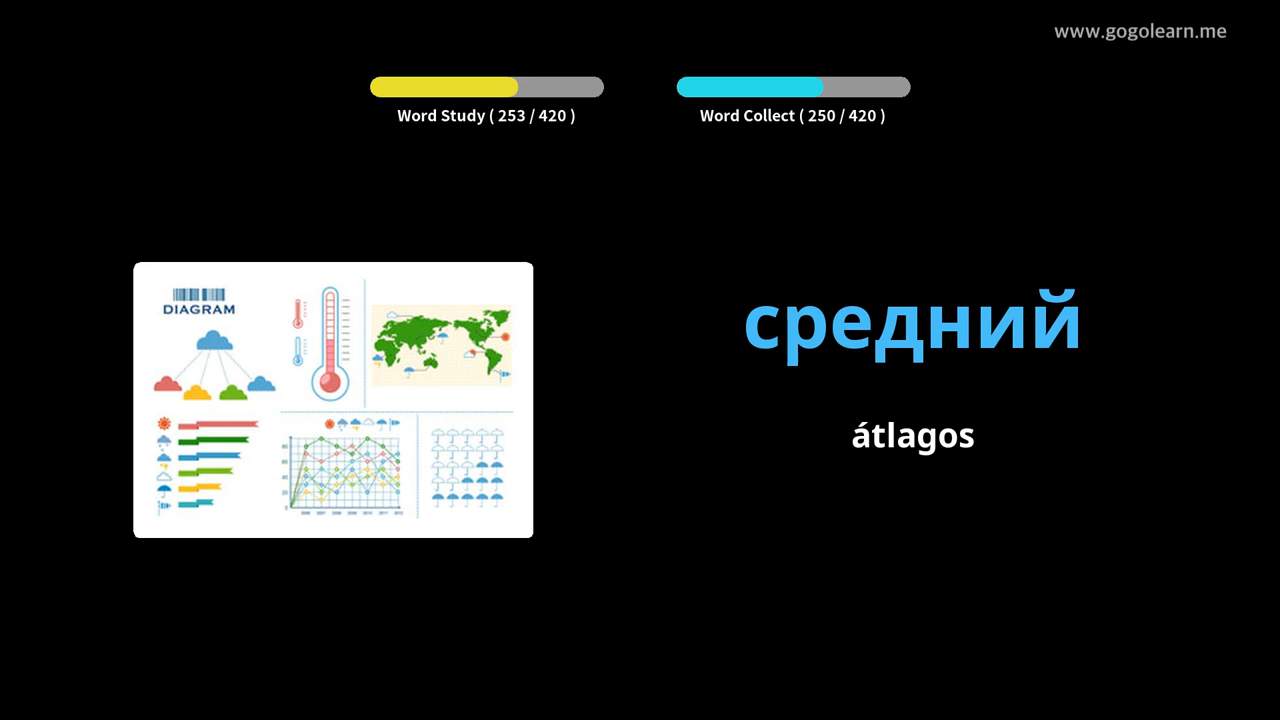 www.gogolearn.me
Word Study ( 253 / 420 )
Word Collect ( 250 / 420 )
DIAGRAM
средний
átlagos